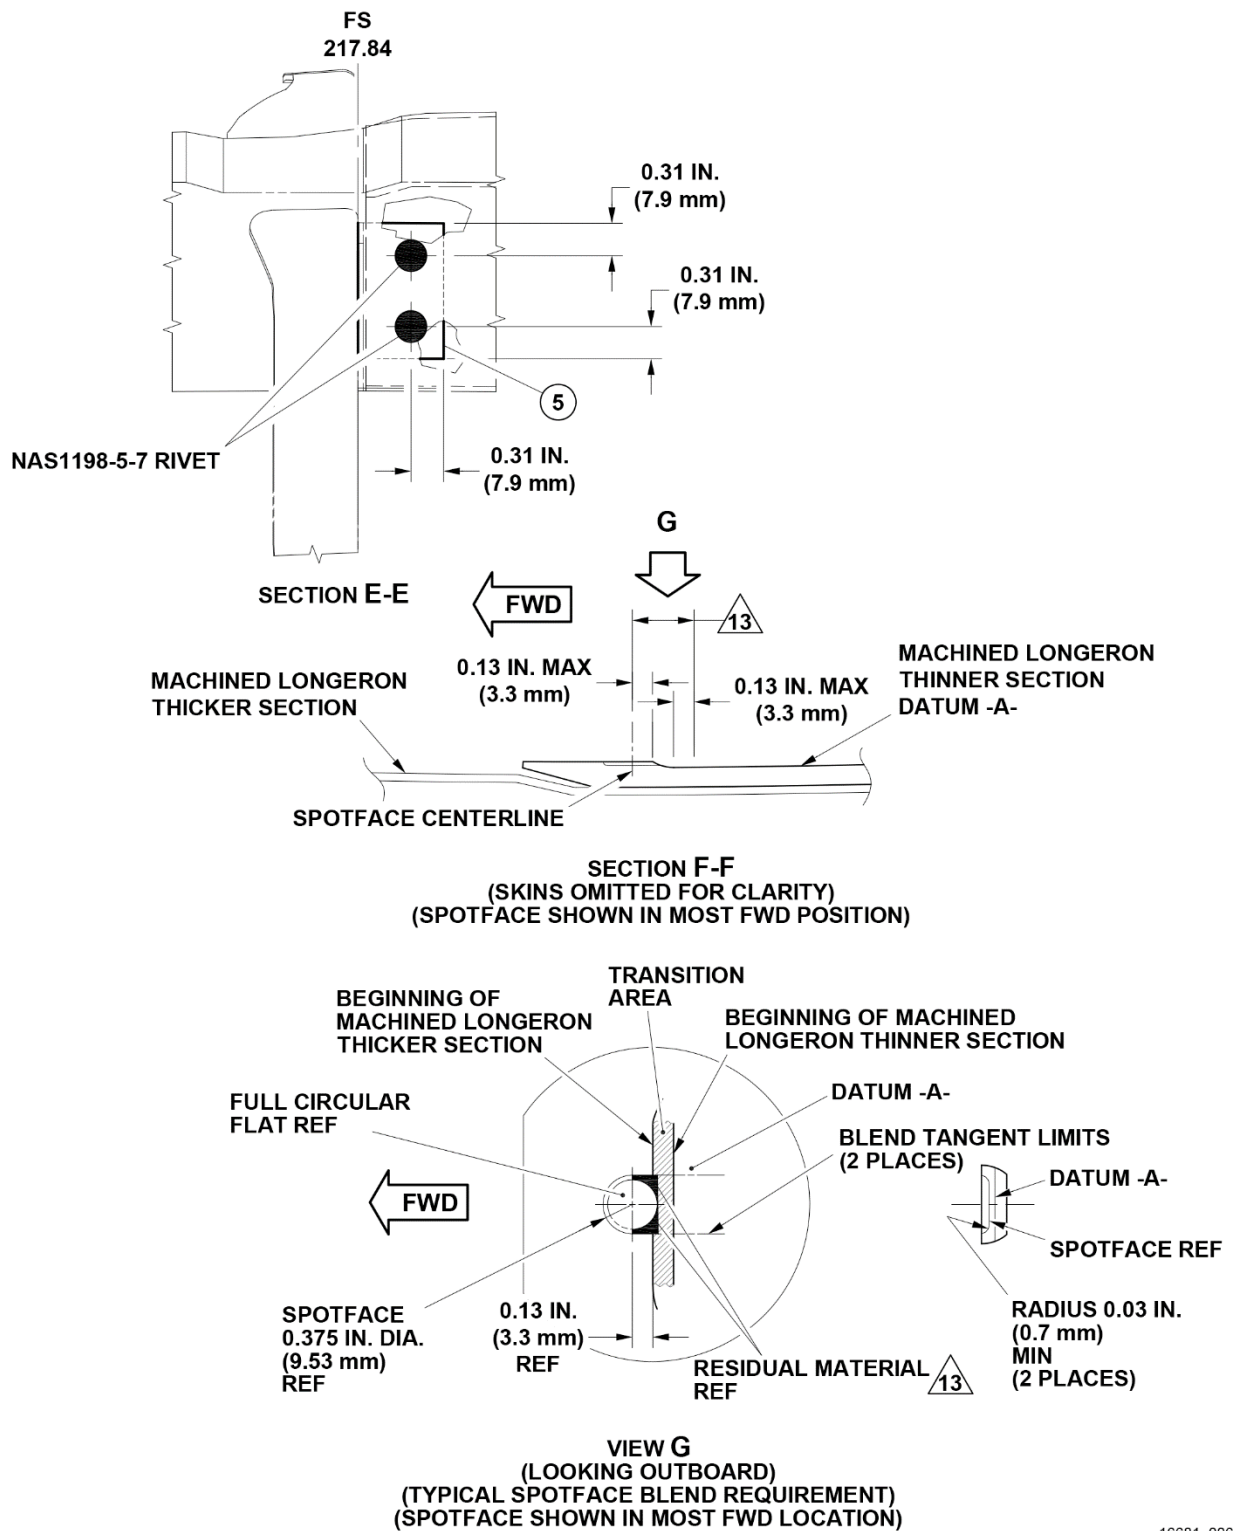 FS
217.84
0.31 IN.
(7.9 mm)
0.31 IN.
(7.9 mm)
5
NAS1198-5-7 RIVET
0.31 IN.
(7.9 mm)
SECTION E-E
G
FWD
13
0.13 IN. MAX
(3.3 mm)
0.13 IN. MAX
(3.3 mm)
MACHINED LONGERON
THICKER SECTION
MACHINED LONGERON
THINNER SECTION
DATUM -A-
SPOTFACE CENTERLINE
SECTION F-F
(SKINS OMITTED FOR CLARITY)
(SPOTFACE SHOWN IN MOST FWD POSITION)
TRANSITION
AREA
BEGINNING OF
MACHINED LONGERON
THICKER SECTION
BEGINNING OF MACHINED
LONGERON THINNER SECTION
FULL CIRCULAR
FLAT REF
DATUM -A-
BLEND TANGENT LIMITS
(2 PLACES)
FWD
DATUM -A-
SPOTFACE REF
SPOTFACE
0.375 IN. DIA.
(9.53 mm)
REF
0.13 IN.
(3.3 mm)
REF
RESIDUAL MATERIAL
REF
13
RADIUS 0.03 IN.
(0.7 mm)
MIN
(2 PLACES)
VIEW G
(LOOKING OUTBOARD)
(TYPICAL SPOTFACE BLEND REQUIREMENT)
(SPOTFACE SHOWN IN MOST FWD LOCATION)